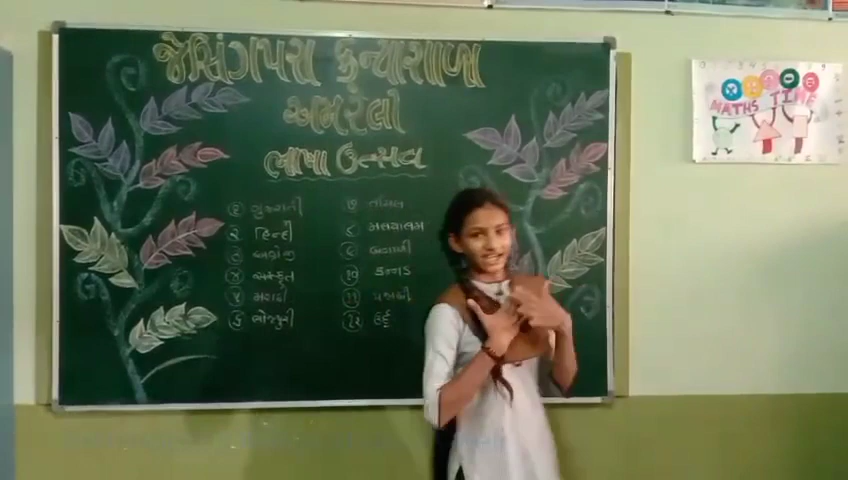 જેસિંગપરા કન્યાશાળા
અમરેલી
ભાષા ઉત્સવ
૧ ગુજરાતી
૨ હિન્દી
૩ અંગ્રેજી
૪ સંસ્કૃત
૫ મરાઠી
૬ ભોજપુરી
૭ તમિલ
૮ મલયાલમ
૯ બંગાળી
૧૦ કન્નડ
૧૧ પંજાબી
૧૨ ઉર્દૂ
MATHS TIME